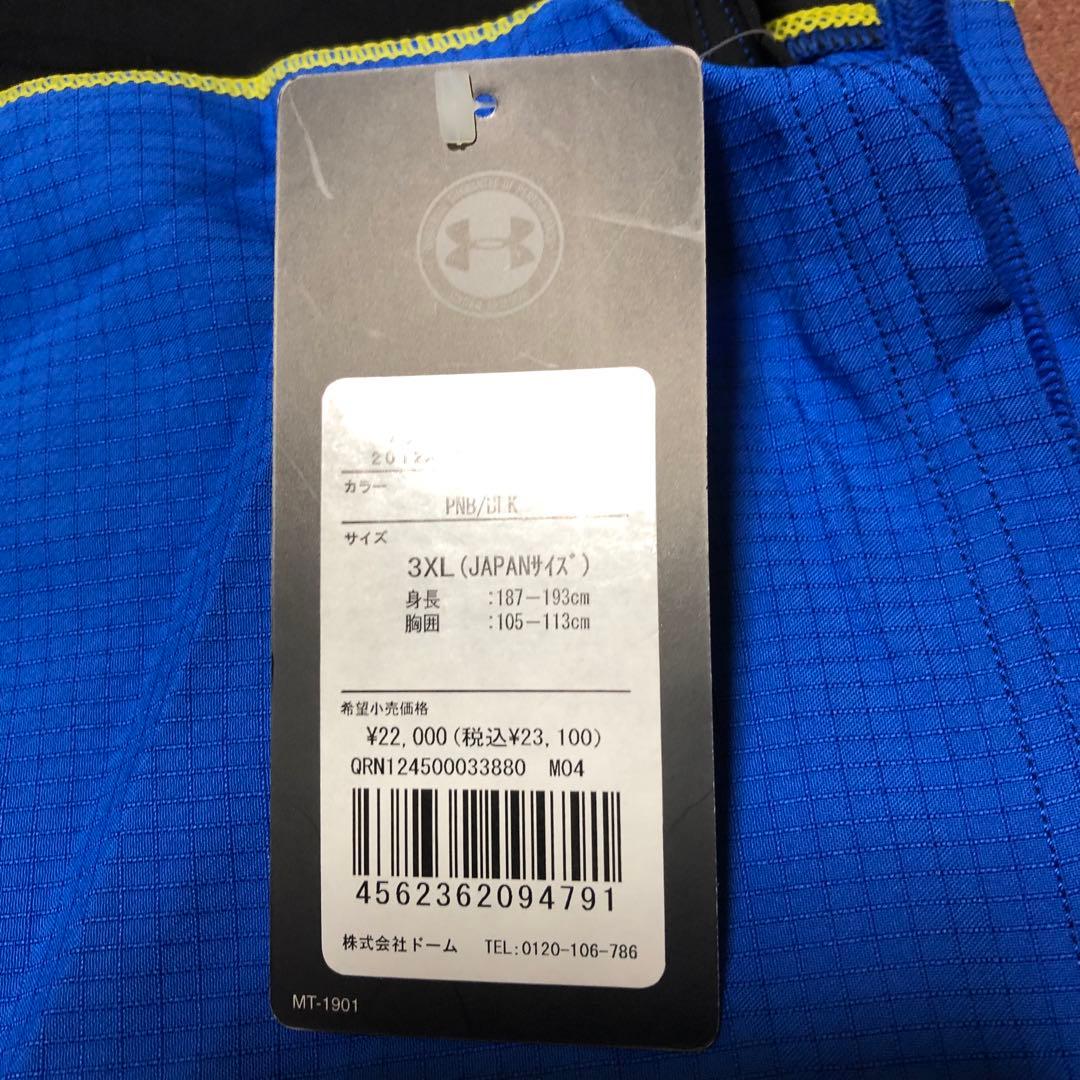 カラー
PNB/BLK
サイズ
3XL(JAPANｻｲｽﾞ)
身長 :187−193cm
胸囲 :105−113cm
希望小売価格
¥22,000(税込¥23,100)
QRN124500033880 M04
4562362094791
株式会社ドーム TEL:0120-106-786
MT-1901